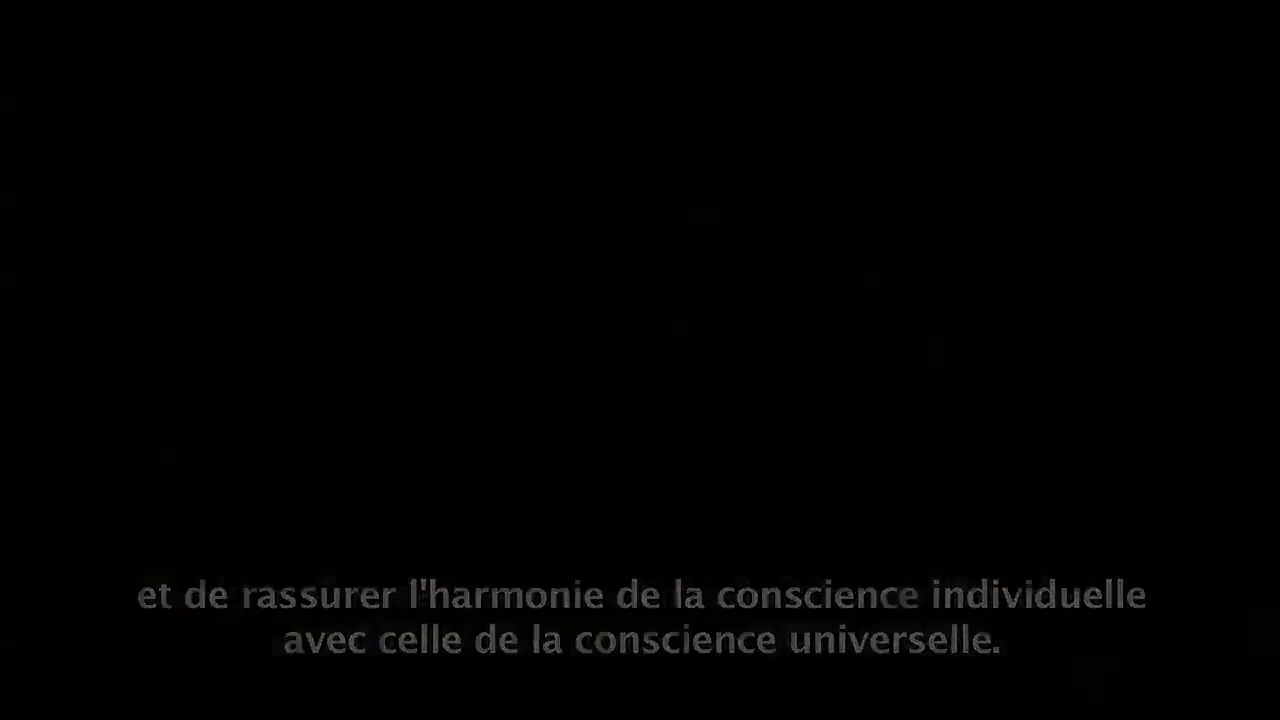 et de rassurer l'harmonie de la conscience individuelle
avec celle de la conscience universelle.